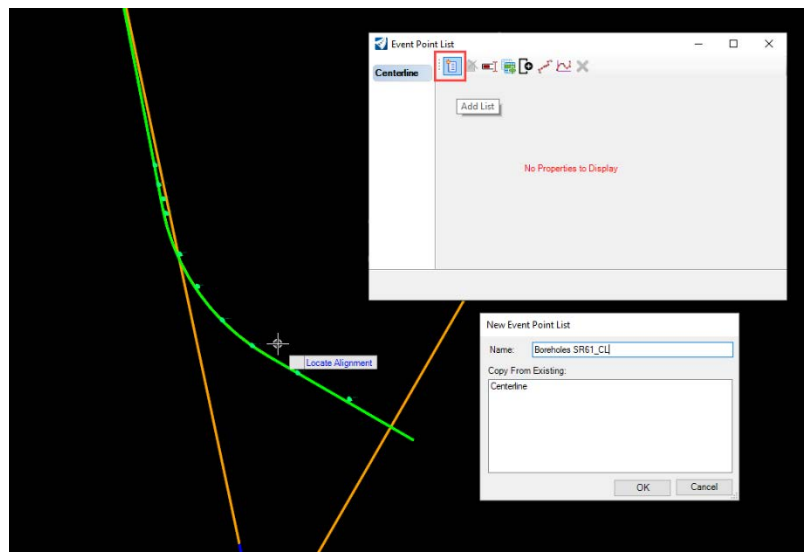 Event Point List
Centerline
Add List
No Properties to Display
Locate Alignment
New Event Point List
Name: Boreholes SR61_CL
Copy From Existing:
Centerline
OK Cancel